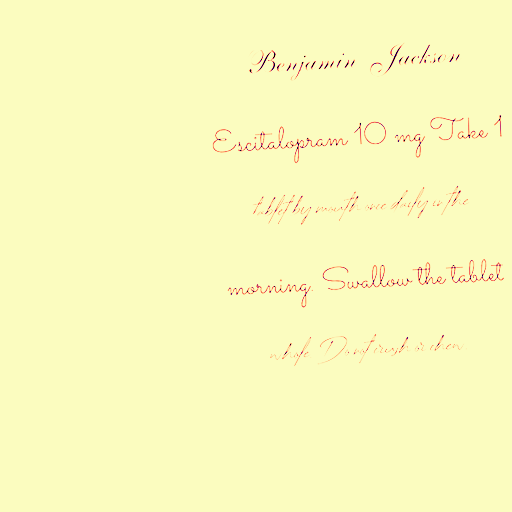 Benjamin Jackson
Escitalopram 10 mg Take 1
tablet by mouth once daily in the
morning. Swallow the tablet
whole. Do not crush or chew